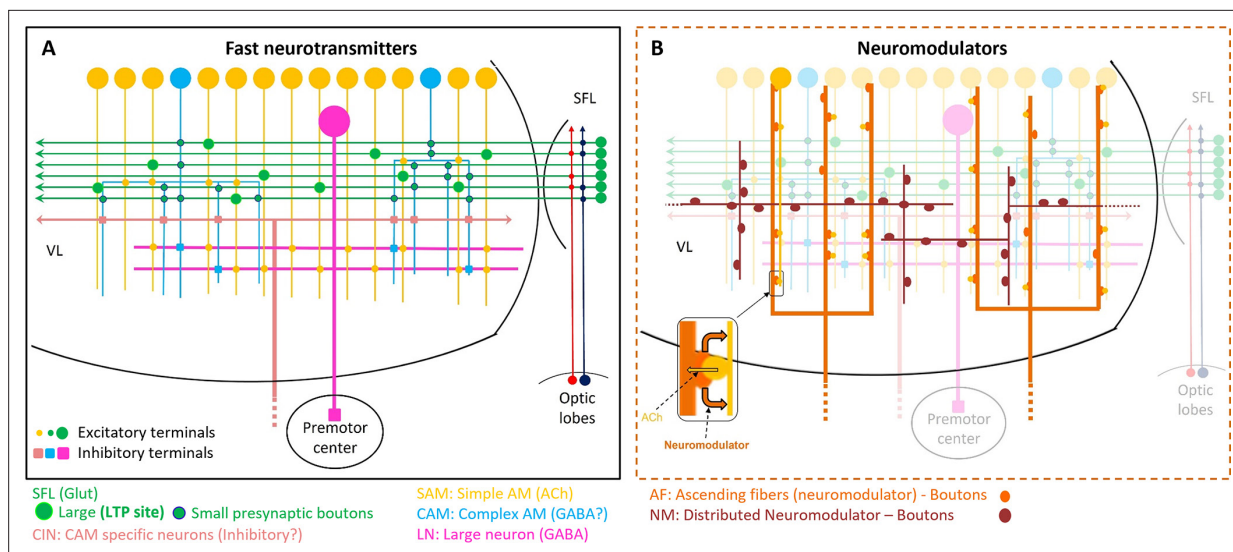 A
Fast neurotransmitters
SFL
VL
Optic
lobes
Premotor
center
Excitatory terminals
Inhibitory terminals
B
Neuromodulators
SFL
VL
Optic
lobes
Premotor
center
ACh
Neuromodulator
SFL (Glut)
Large (LTP site) Small presynaptic boutons
CIN: CAM specific neurons (Inhibitory?)
SAM: Simple AM (ACh)
CAM: Complex AM (GABA?)
LN: Large neuron (GABA)
AF: Ascending fibers (neuromodulator) - Boutons
NM: Distributed Neuromodulator – Boutons